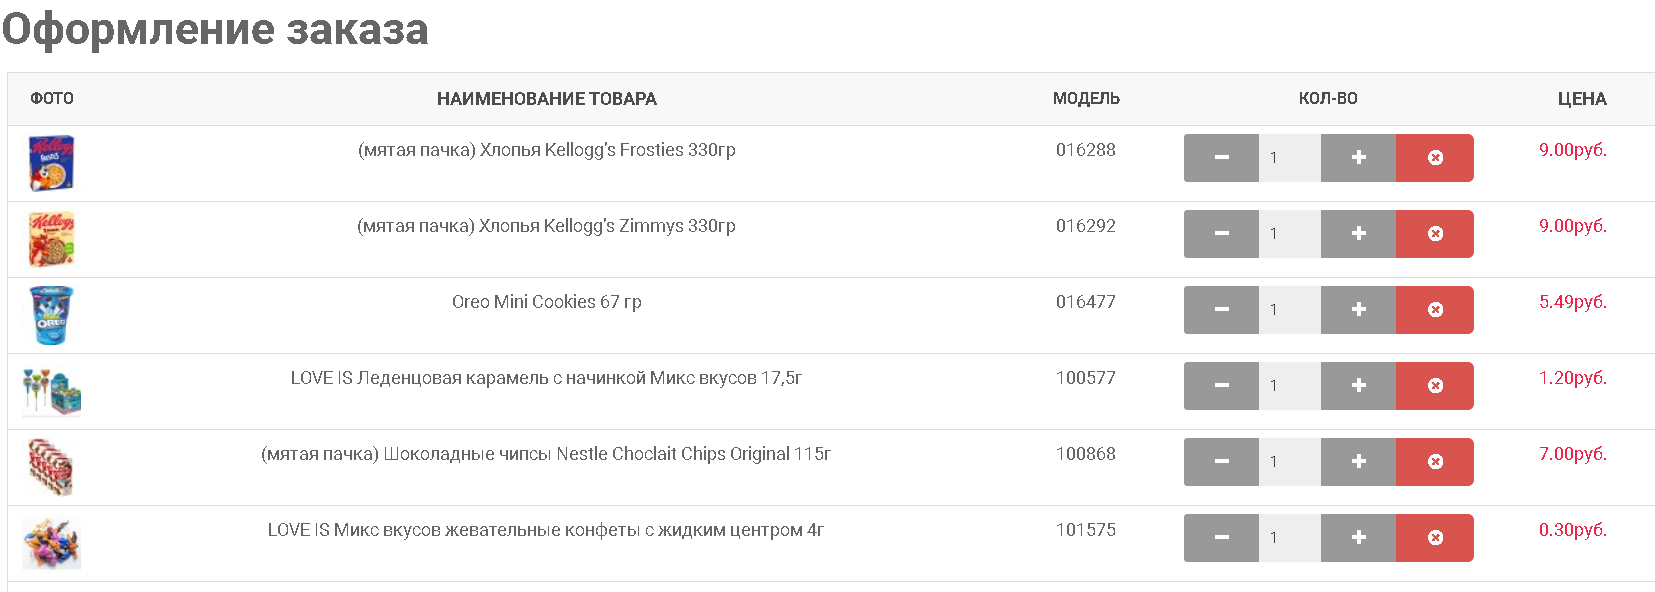 Оформление заказа
ФОТО НАИМЕНОВАНИЕ ТОВАРА МОДЕЛЬ КОЛ-ВО ЦЕНА
(мятая пачка) Хлопья Kellogg's Frosties 330гр 016288 1 9.00руб.
(мятая пачка) Хлопья Kellogg's Zimmys 330гр 016292 1 9.00руб.
Oreo Mini Cookies 67 гр 016477 1 5.49руб.
LOVE IS Леденцовая карамель с начинкой Микс вкусов 17,5г 100577 1 1.20руб.
(мятая пачка) Шоколадные чипсы Nestle Choclait Chips Original 115г 100868 1 7.00руб.
LOVE IS Микс вкусов жевательные конфеты с жидким центром 4г 101575 1 0.30руб.